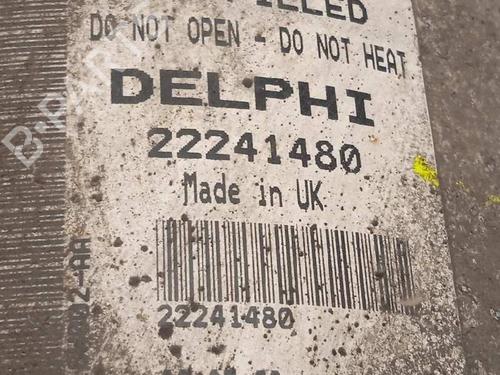 DO NOT OPEN - DO NOT HEAT
DELPHI
22241480
Made in UK
22241480